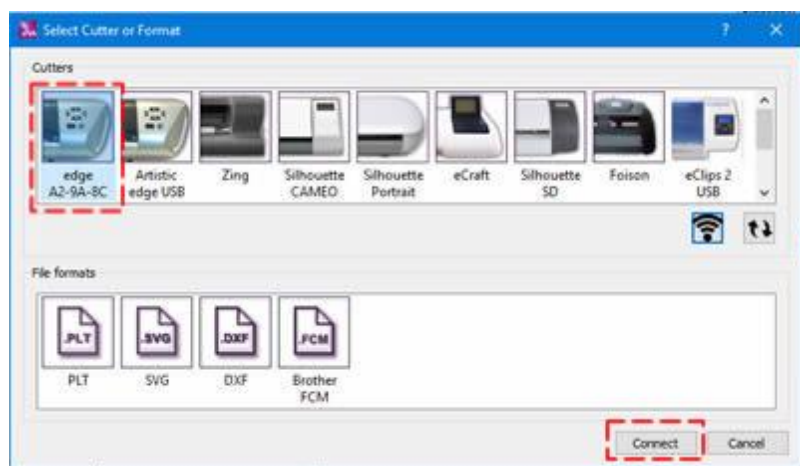 Select Cutter or Format
?
Cutters
edge
A2-9A-8C
Artistic
edge USB
Zing
Silhouette
CAMEO
Silhouette
Portrait
eCraft
Silhouette
SD
Foison
eClips 2
USB
File formats
.PLT
.SVG
.DXF
.FCM
PLT
SVG
DXF
Brother
FCM
Connect
Cancel